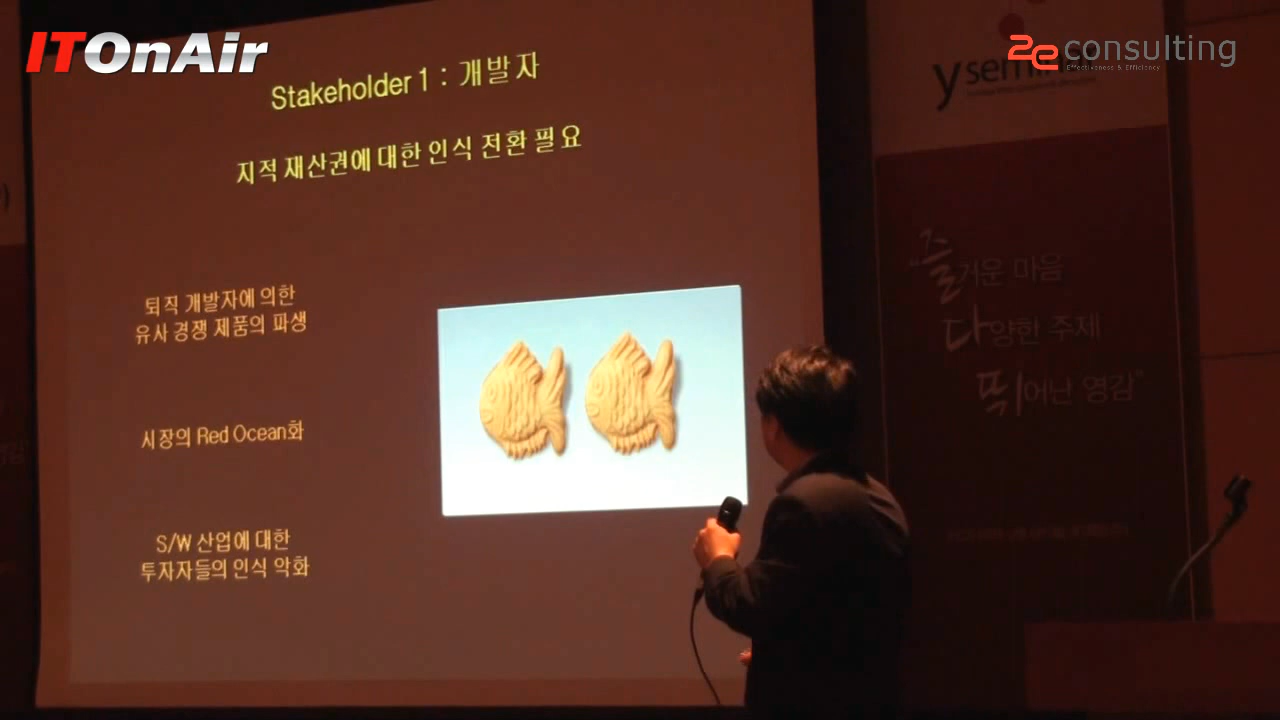 ITOnAir
2e consulting
Effectiveness & Efficiency
y seminar
Stakeholder 1 : 개발자
지적 재산권에 대한 인식 전환 필요
퇴직 개발자에 의한
유사 경쟁 제품의 파생
시장의 Red Ocean화
S/W 산업에 대한
투자자들의 인식 악화
“즐거운 마음
다양한 주제
뛰어난 영감”